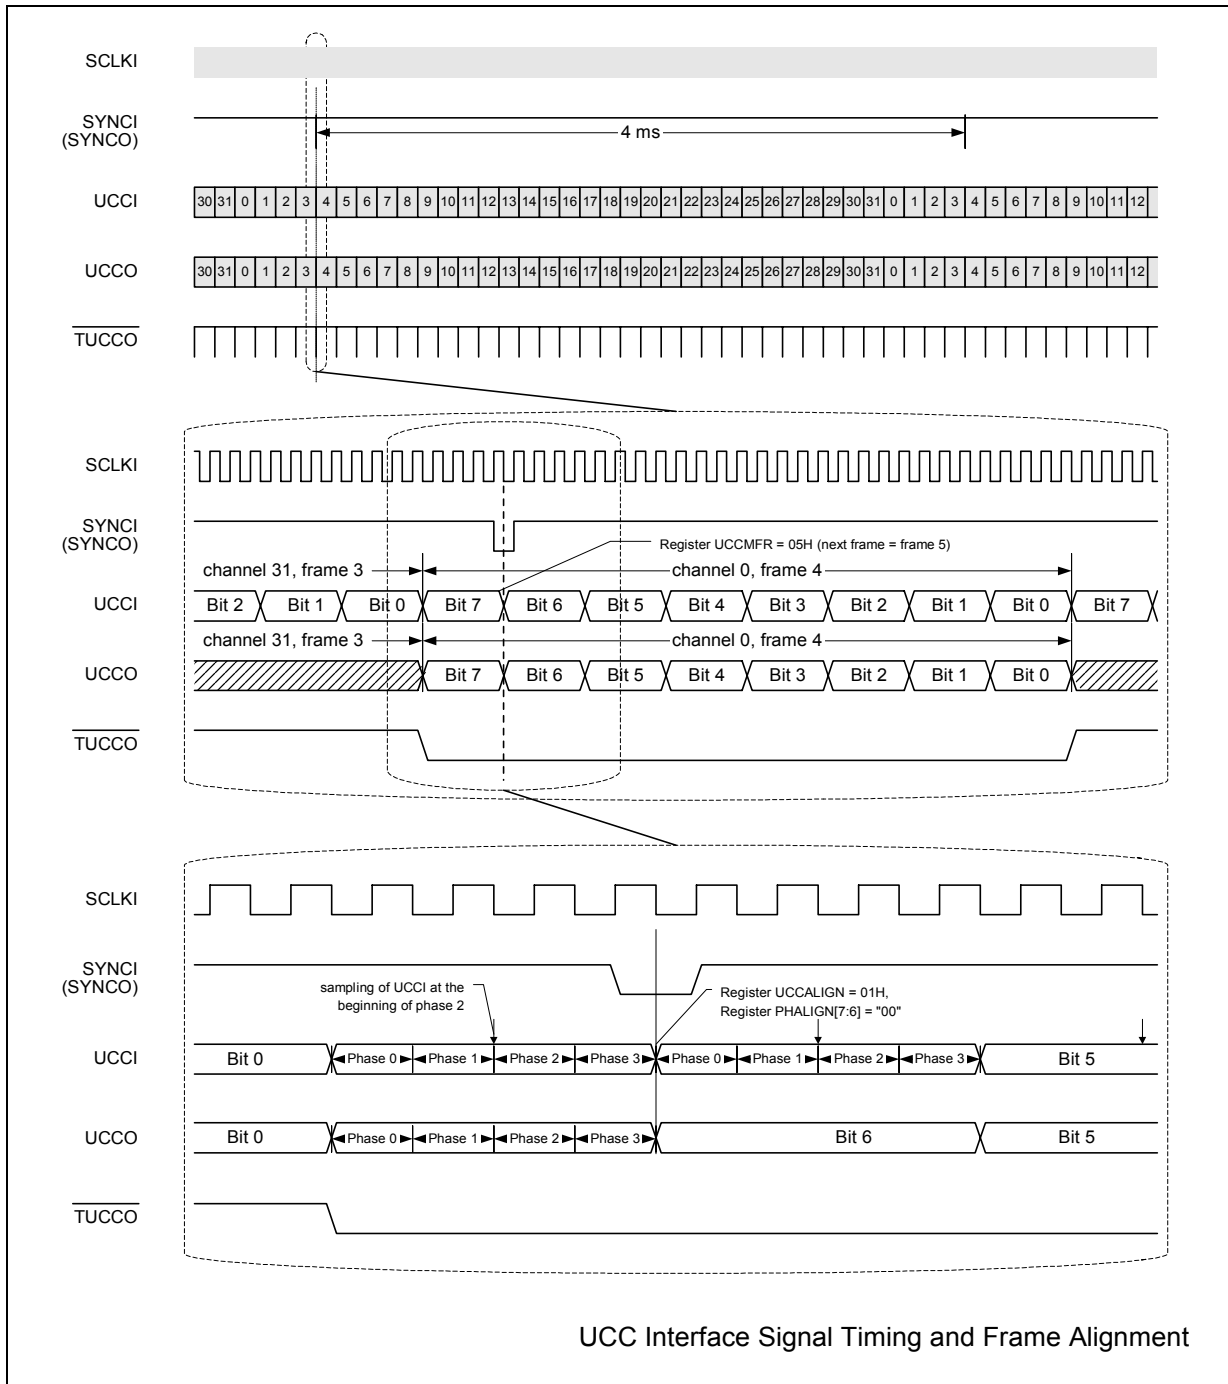 SCLKI
SYNCI
(SYNCO)
4 ms
UCCI
30 31 0 1 2 3 4 5 6 7 8 9 10 11 12 13 14 15 16 17 18 19 20 21 22 23 24 25 26 27 28 29 30 31 0 1 2 3 4 5 6 7 8 9 10 11 12
UCCO
30 31 0 1 2 3 4 5 6 7 8 9 10 11 12 13 14 15 16 17 18 19 20 21 22 23 24 25 26 27 28 29 30 31 0 1 2 3 4 5 6 7 8 9 10 11 12
TUCCO
SCLKI
SYNCI
(SYNCO)
Register UCCMFR = 05H (next frame = frame 5)
channel 31, frame 3 channel 0, frame 4
UCCI Bit 2 Bit 1 Bit 0 Bit 7 Bit 6 Bit 5 Bit 4 Bit 3 Bit 2 Bit 1 Bit 0 Bit 7
channel 31, frame 3 channel 0, frame 4
UCCO Bit 7 Bit 6 Bit 5 Bit 4 Bit 3 Bit 2 Bit 1 Bit 0
TUCCO
SCLKI
SYNCI
(SYNCO)
sampling of UCCI at the
beginning of phase 2
Register UCCALIGN = 01H,
Register PHALIGN[7:6] = "00"
UCCI Bit 0 Phase 0 Phase 1 Phase 2 Phase 3 Phase 0 Phase 1 Phase 2 Phase 3 Bit 5
UCCO Bit 0 Phase 0 Phase 1 Phase 2 Phase 3 Bit 6 Bit 5
TUCCO
UCC Interface Signal Timing and Frame Alignment